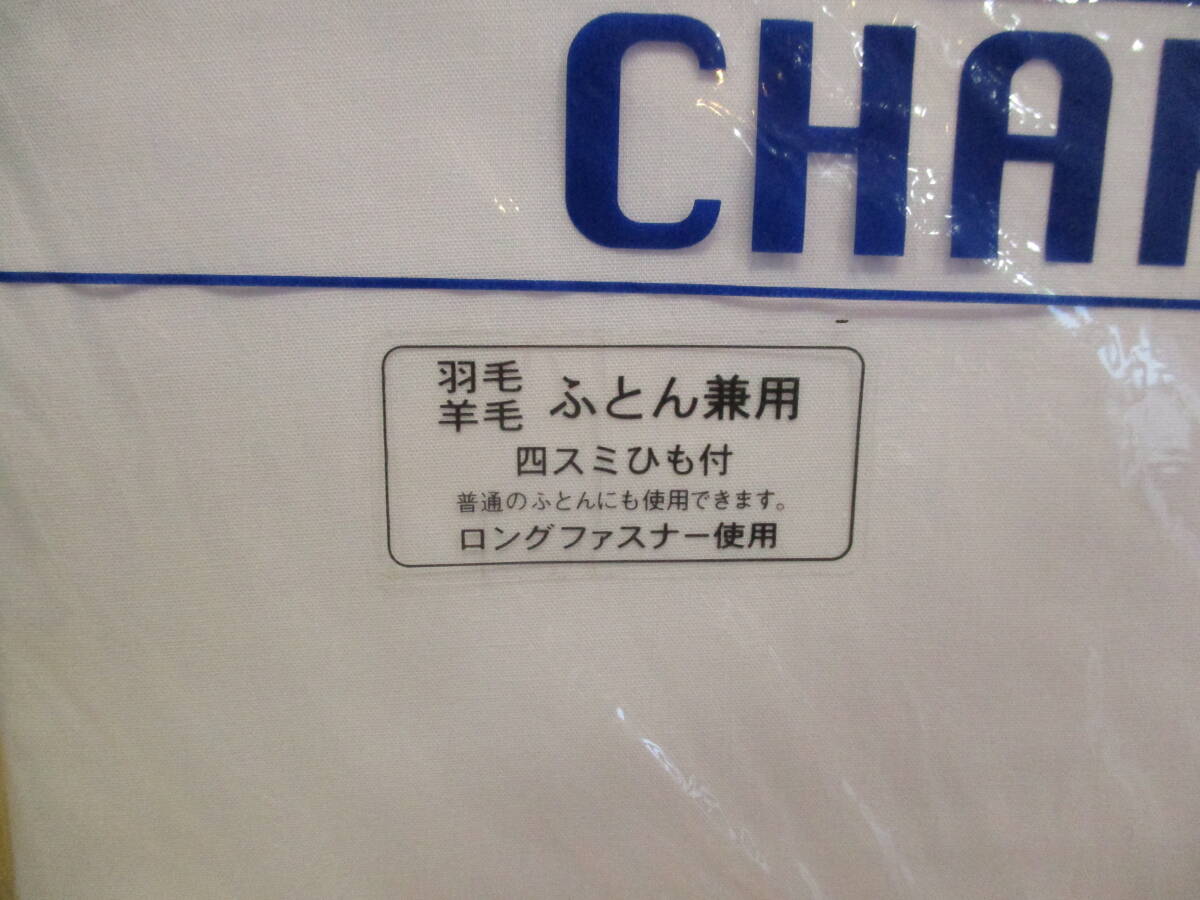 CHA
羽毛
羊毛 ふとん兼用
四スミひも付
普通のふとんにも使用できます。
ロングファスナー使用